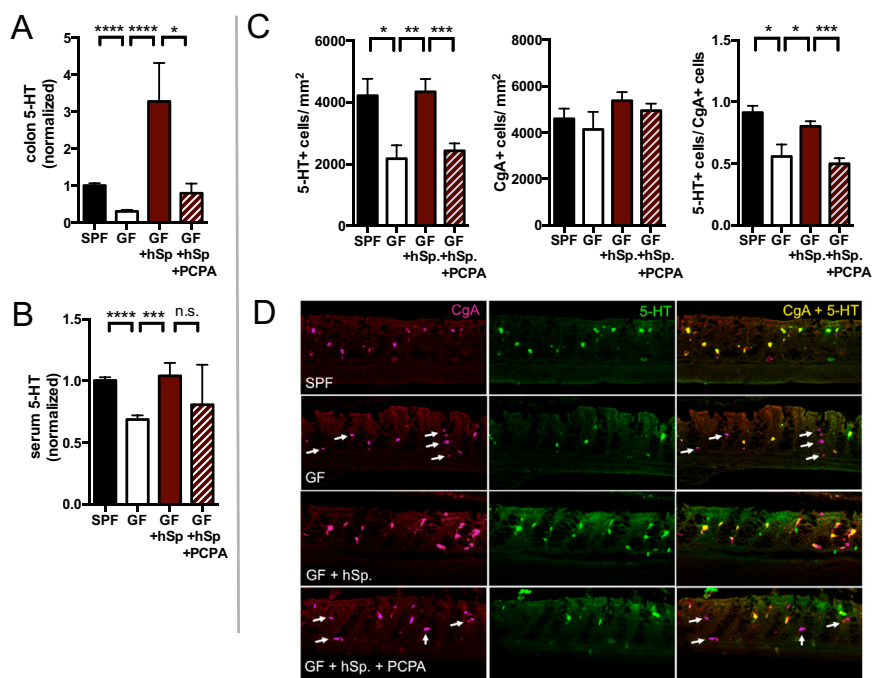 A
**** **** *
colon 5-HT
(normalized)
5
4
3
2
1
0
SPF GF GF GF
+hSp +hSp
+PCPA
B
**** *** n.s.
serum 5-HT
(normalized)
1.5
1.0
0.5
0.0
SPF GF GF GF
+hSp +hSp
+PCPA
C
* ** ***
5-HT+ cells/ mm²
6000
4000
2000
0
SPF GF GF GF
+hSp. +hSp.
+PCPA
CgA+ cells/ mm²
8000
6000
4000
2000
0
SPF GF GF GF
+hSp. +hSp.
+PCPA
* * ***
5-HT+ cells/ CgA+ cells
1.5
1.0
0.5
0.0
SPF GF GF GF
+hSp. +hSp.
+PCPA
D
CgA 5-HT CgA + 5-HT
SPF
GF
GF + hSp.
GF + hSp. + PCPA